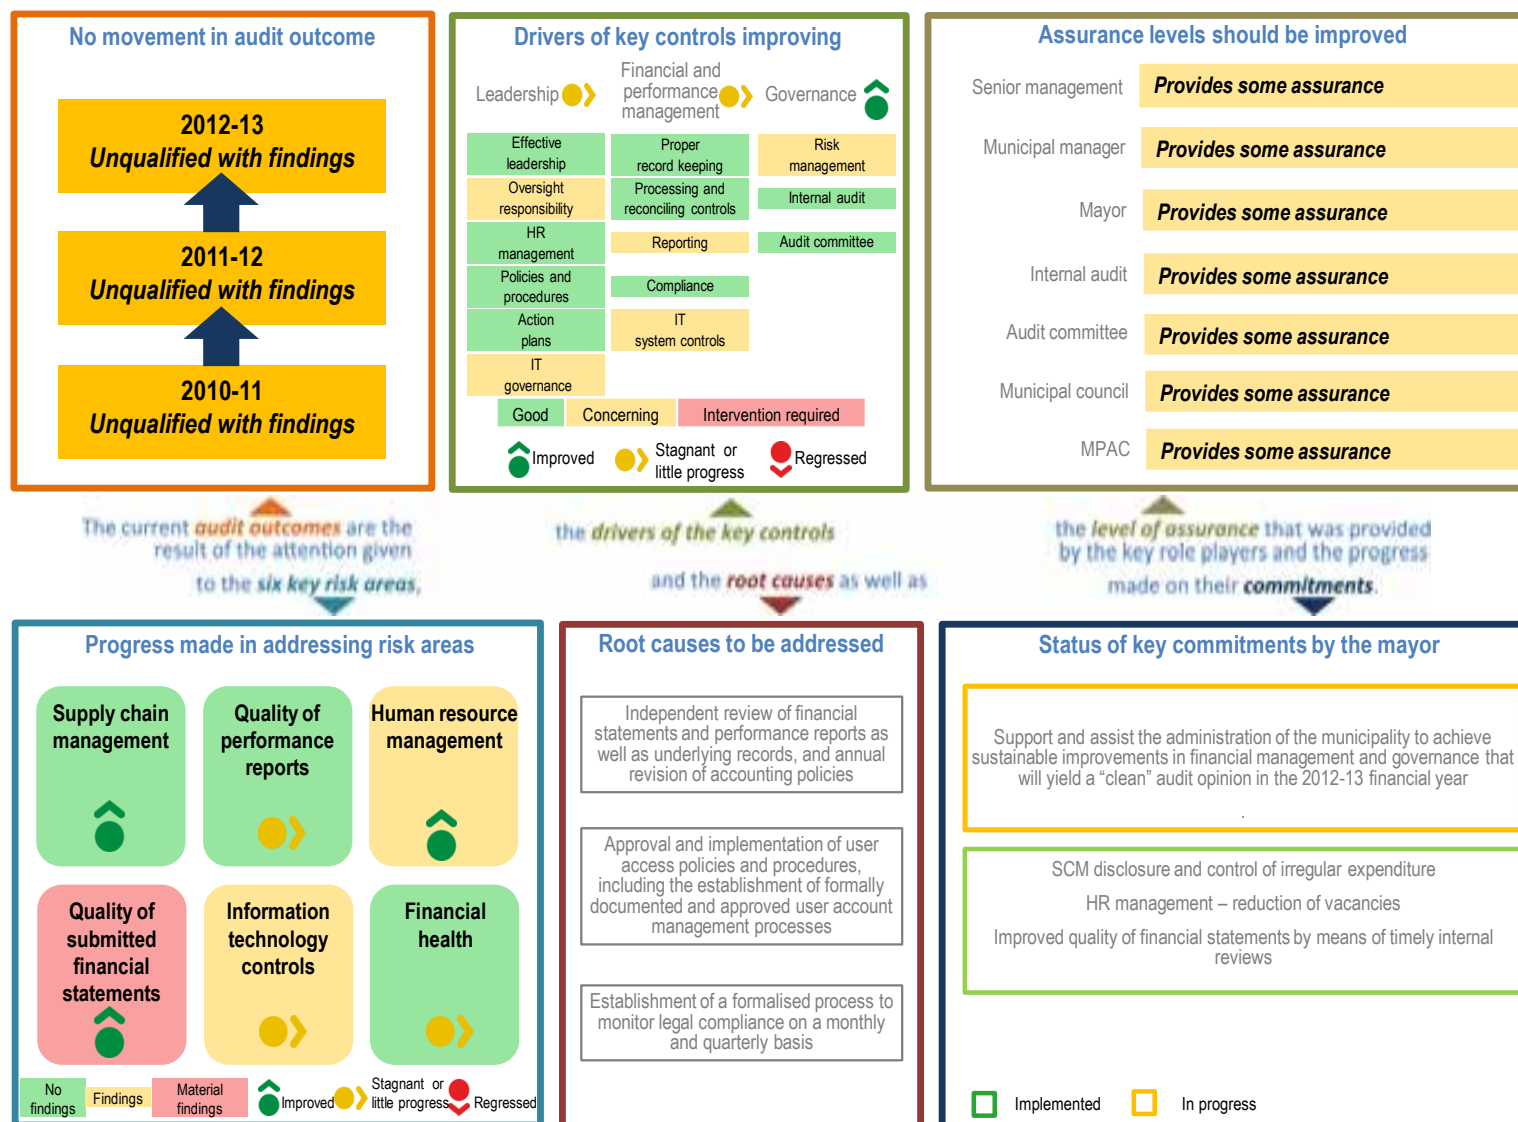 No movement in audit outcome
2012-13
Unqualified with findings
2011-12
Unqualified with findings
2010-11
Unqualified with findings
Drivers of key controls improving
Leadership
Financial and
performance
management
Governance
Effective
leadership
Oversight
responsibility
HR
management
Policies and
procedures
Action
plans
IT
governance
Proper
record keeping
Processing and
reconciling controls
Reporting
Compliance
IT
system controls
Risk
management
Internal audit
Audit committee
Good
Concerning
Intervention required
Improved
Stagnant or
little progress
Regressed
Assurance levels should be improved
Senior management
Provides some assurance
Municipal manager
Provides some assurance
Mayor
Provides some assurance
Internal audit
Provides some assurance
Audit committee
Provides some assurance
Municipal council
Provides some assurance
MPAC
Provides some assurance
The current audit outcomes are the
result of the attention given
to the six key risk areas,
the drivers of the key controls
and the root causes as well as
the level of assurance that was provided
by the key role players and the progress
made on their commitments.
Progress made in addressing risk areas
Supply chain
management
Quality of
performance
reports
Human resource
management
Quality of
submitted
financial
statements
Information
technology
controls
Financial
health
No
findings
Findings
Material
findings
Improved
Stagnant or
little progress
Regressed
Root causes to be addressed
Independent review of financial
statements and performance reports as
well as underlying records, and annual
revision of accounting policies
Approval and implementation of user
access policies and procedures,
including the establishment of formally
documented and approved user account
management processes
Establishment of a formalised process to
monitor legal compliance on a monthly
and quarterly basis
Status of key commitments by the mayor
Support and assist the administration of the municipality to achieve
sustainable improvements in financial management and governance that
will yield a “clean” audit opinion in the 2012-13 financial year
.
SCM disclosure and control of irregular expenditure
HR management – reduction of vacancies
Improved quality of financial statements by means of timely internal
reviews
Implemented
In progress